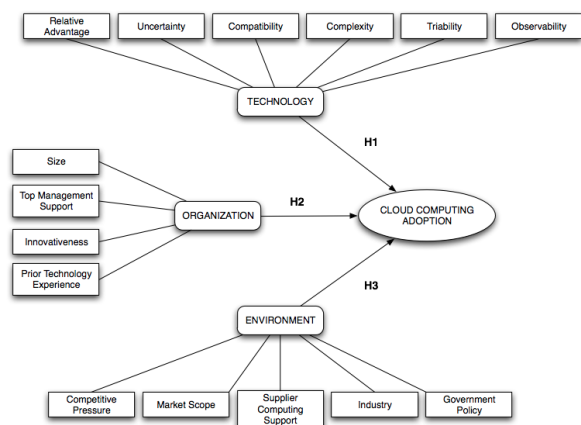 Relative
Advantage
Uncertainty
Compatibility
Complexity
Triability
Observability
TECHNOLOGY
H1
Size
Top Management
Support
Innovativeness
Prior Technology
Experience
ORGANIZATION
H2
CLOUD COMPUTING
ADOPTION
H3
ENVIRONMENT
Competitive
Pressure
Market Scope
Supplier
Computing
Support
Industry
Government
Policy